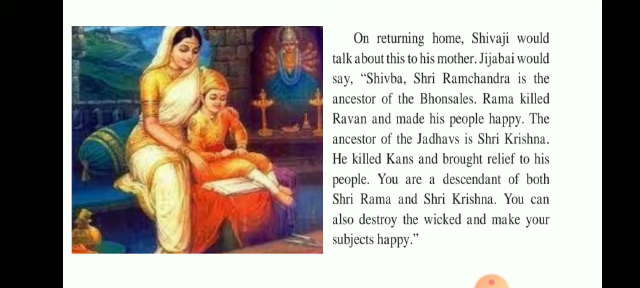 On returning home, Shivaji would
talk about this to his mother. Jijabai would
say, “Shivba, Shri Ramchandra is the
ancestor of the Bhonsales. Rama killed
Ravan and made his people happy. The
ancestor of the Jadhavs is Shri Krishna.
He killed Kans and brought relief to his
people. You are a descendant of both
Shri Rama and Shri Krishna. You can
also destroy the wicked and make your
subjects happy.”